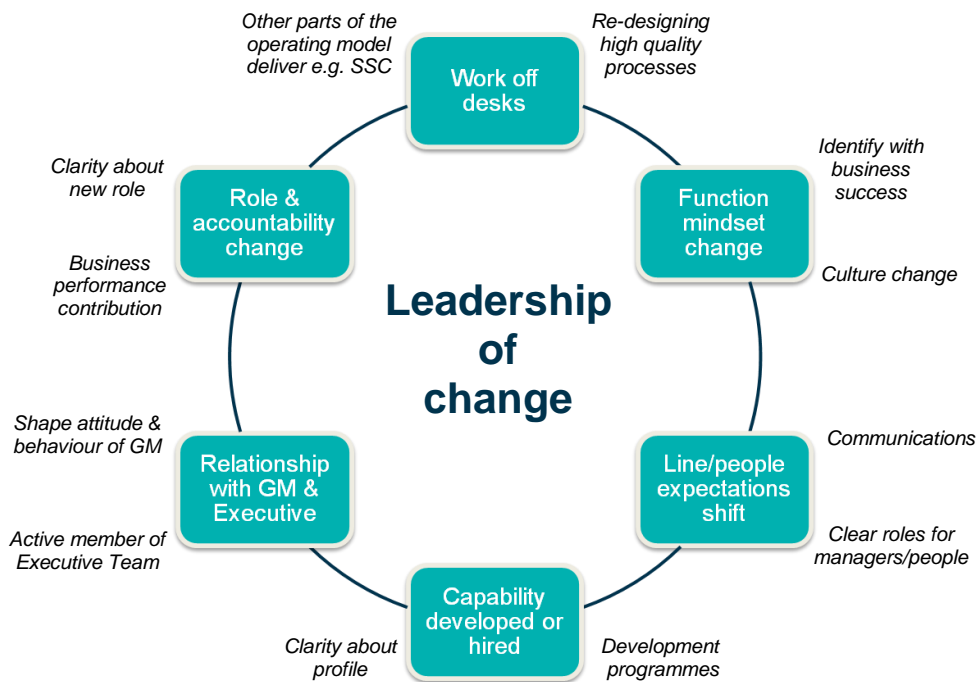 Other parts of the
operating model
deliver e.g. SSC
Work off
desks
Re-designing
high quality
processes
Identify with
business
success
Function
mindset
change
Culture change
Communications
Line/people
expectations
shift
Clear roles for
managers/people
Development
programmes
Capability
developed or
hired
Clarity about
profile
Active member of
Executive Team
Relationship
with GM &
Executive
Shape attitude &
behaviour of GM
Business
performance
contribution
Role &
accountability
change
Clarity about
new role
Leadership
of
change